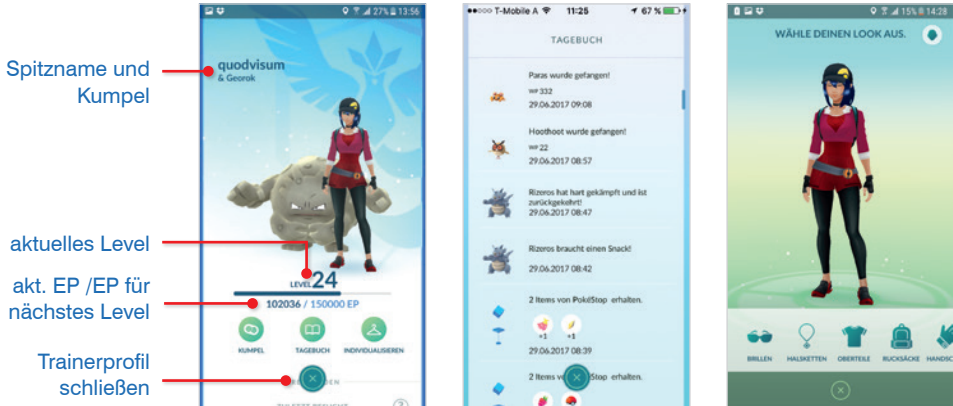 Spitzname und
Kumpel
aktuelles Level
akt. EP /EP für
nächstes Level
Trainerprofil
schließen
27% 13:56
quodvisum
& Georok
LEVEL24
102036 / 150000 EP
KUMPEL TAGEBUCH INDIVIDUALISIEREN
T-Mobile A 11:25 67 %
TAGEBUCH
Paras wurde gefangen!
WP 332
29.06.2017 09:08
Hoothoot wurde gefangen!
WP 22
29.06.2017 08:57
Rizeros hat hart gekämpft und ist
zurückgekehrt!
29.06.2017 08:47
Rizeros braucht einen Snack!
29.06.2017 08:42
2 Items von PokéStop erhalten.
+1 +1
29.06.2017 08:39
2 Items Stop erhalten.
15% 14:28
WÄHLE DEINEN LOOK AUS.
BRILLEN HALSKETTEN OBERTEILE RUCKSÄCKE HANDSC